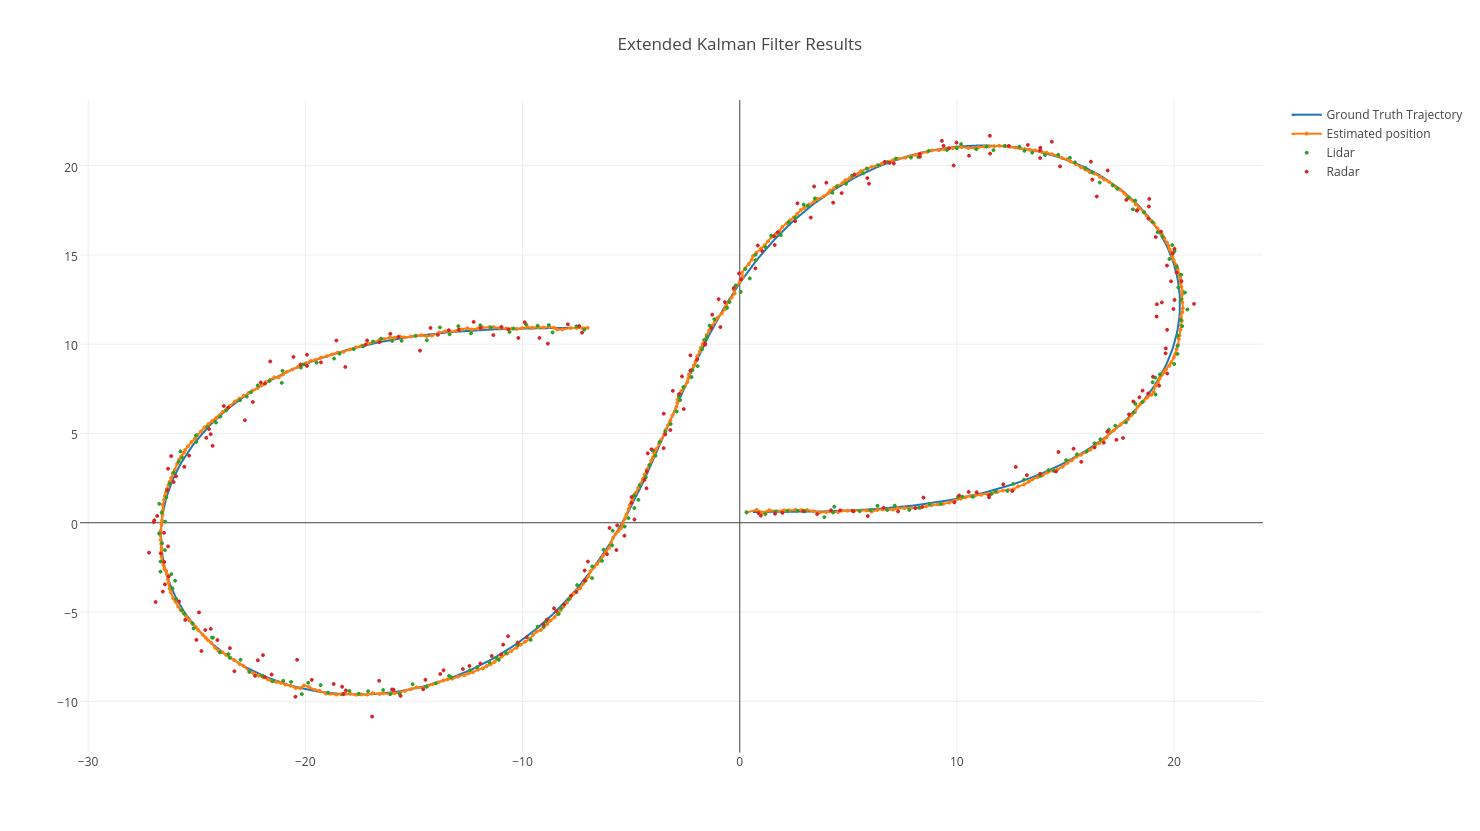 Extended Kalman Filter Results
Ground Truth Trajectory
Estimated position
Lidar
Radar
20
15
10
5
0
−5
−10
−30
−20
−10
0
10
20